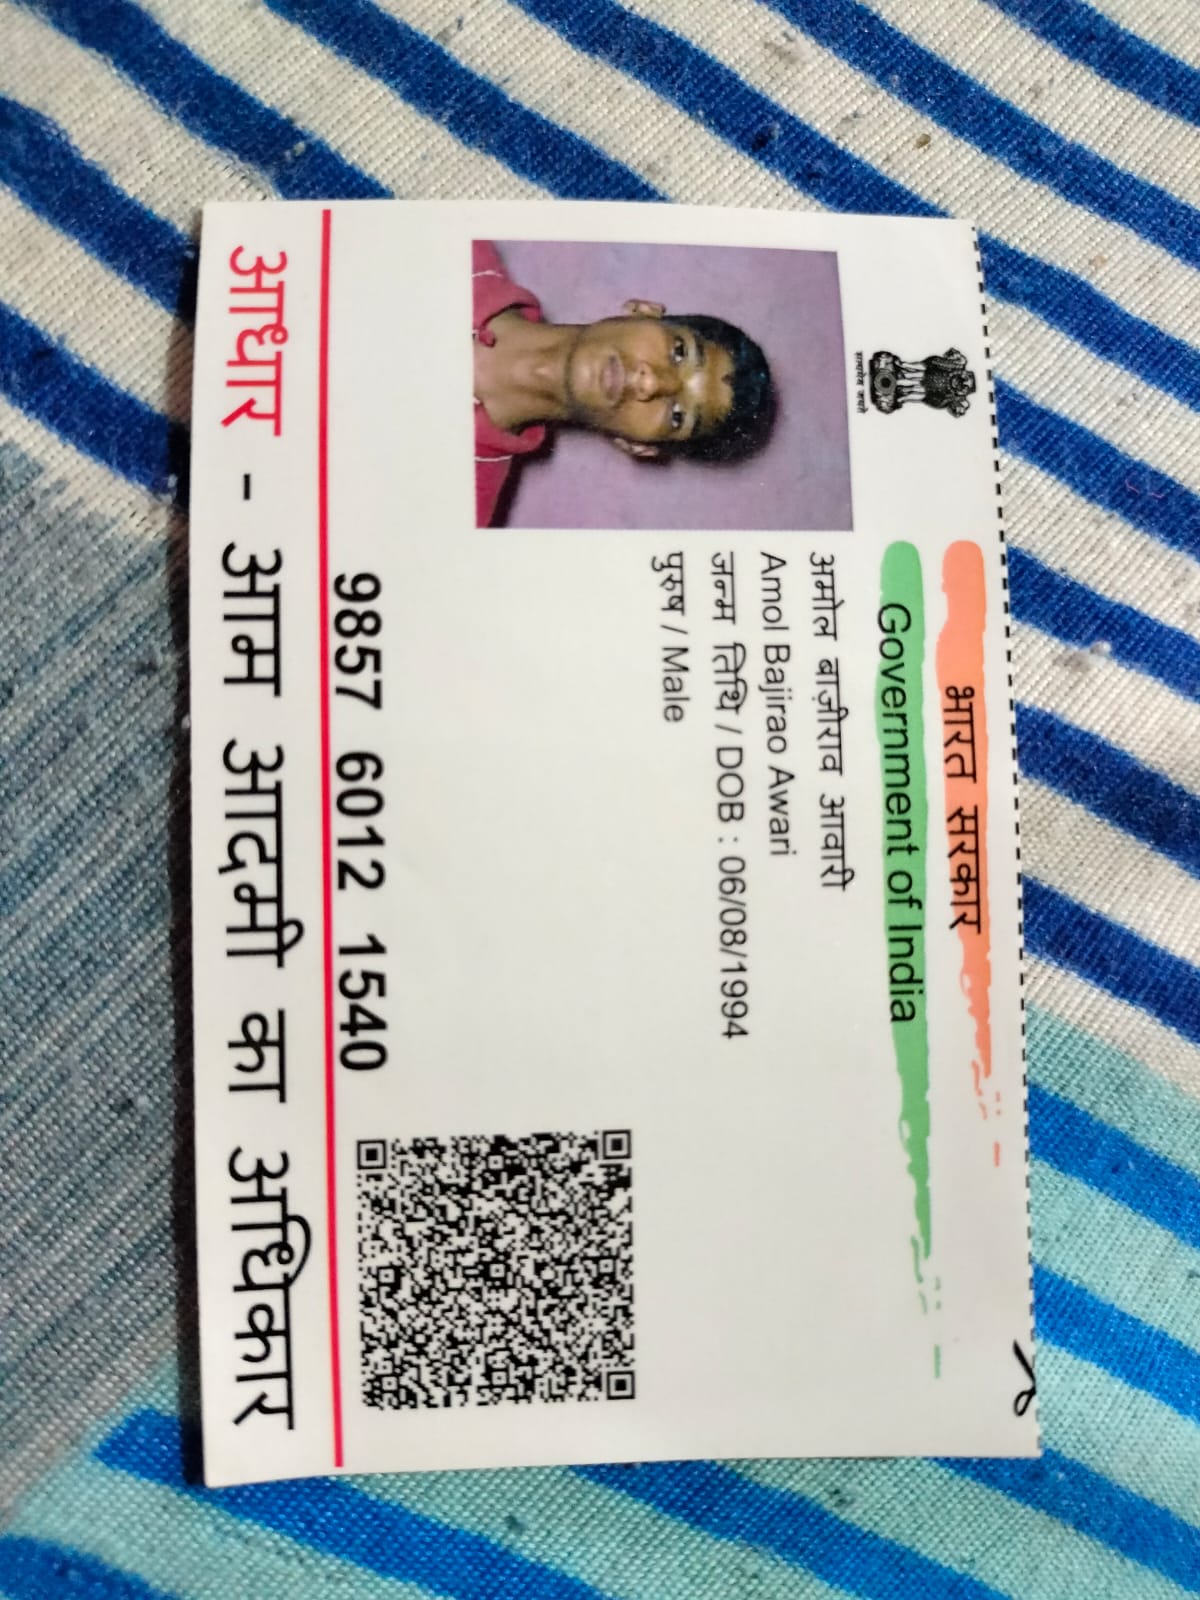 भारत सरकार
Government of India
सत्यमेव जयते
अमोल बाज़ीराव आवारी
Amol Bajirao Awari
जन्म तिथि / DOB : 06/08/1994
पुरुष / Male
9857 6012 1540
आधार - आम आदमी का अधिकार